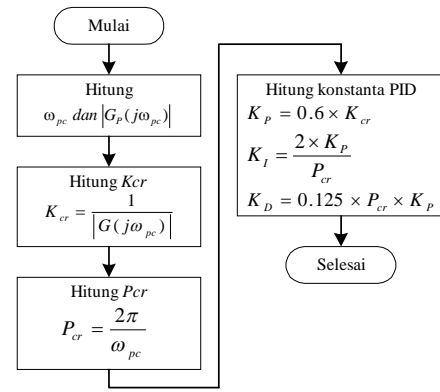 Mulai
Hitung
ω_pc dan |G_P(jω_pc)|
Hitung Kcr
K_cr = 1 / |G(jω_pc)|
Hitung Pcr
P_cr = 2π / ω_pc
Hitung konstanta PID
K_P = 0.6 × K_cr
K_I = 2 × K_P / P_cr
K_D = 0.125 × P_cr × K_P
Selesai